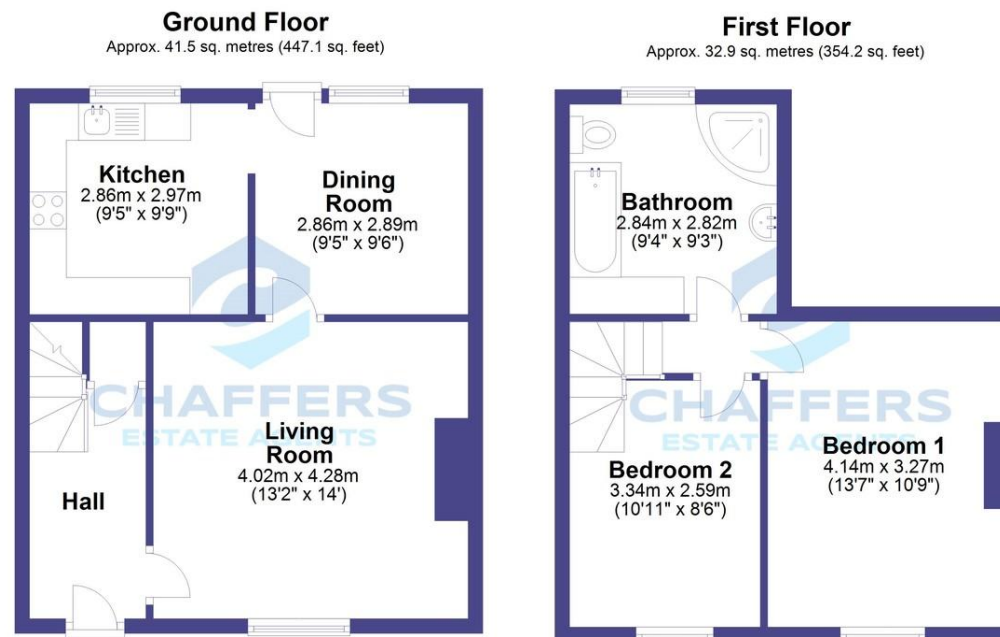 Ground Floor
Approx. 41.5 sq. metres (447.1 sq. feet)
Kitchen
2.86m x 2.97m
(9'5" x 9'9")
Dining
Room
2.86m x 2.89m
(9'5" x 9'6")
CHAFFERS
ESTATE AGENTS
Living
Room
4.02m x 4.28m
(13'2" x 14')
Hall
First Floor
Approx. 32.9 sq. metres (354.2 sq. feet)
Bathroom
2.84m x 2.82m
(9'4" x 9'3")
CHAFFERS
ESTATE AGENTS
Bedroom 2
3.34m x 2.59m
(10'11" x 8'6")
Bedroom 1
4.14m x 3.27m
(13'7" x 10'9")